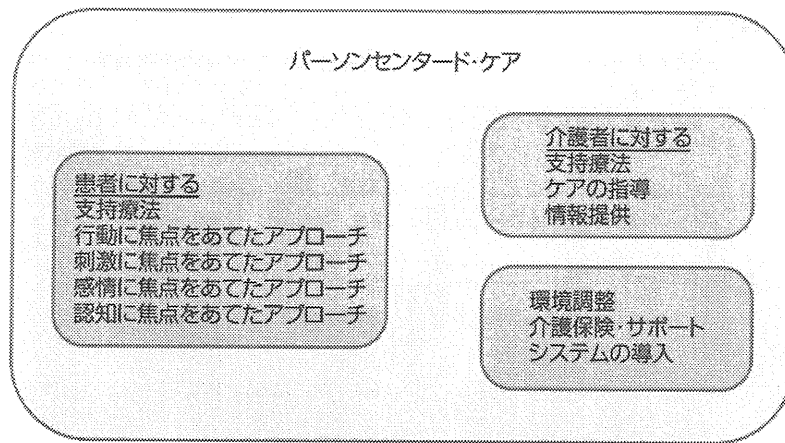 パーソンセンタード・ケア
患者に対する
支持療法
行動に焦点をあてたアプローチ
刺激に焦点をあてたアプローチ
感情に焦点をあてたアプローチ
認知に焦点をあてたアプローチ
介護者に対する
支持療法
ケアの指導
情報提供
環境調整
介護保険・サポート
システムの導入